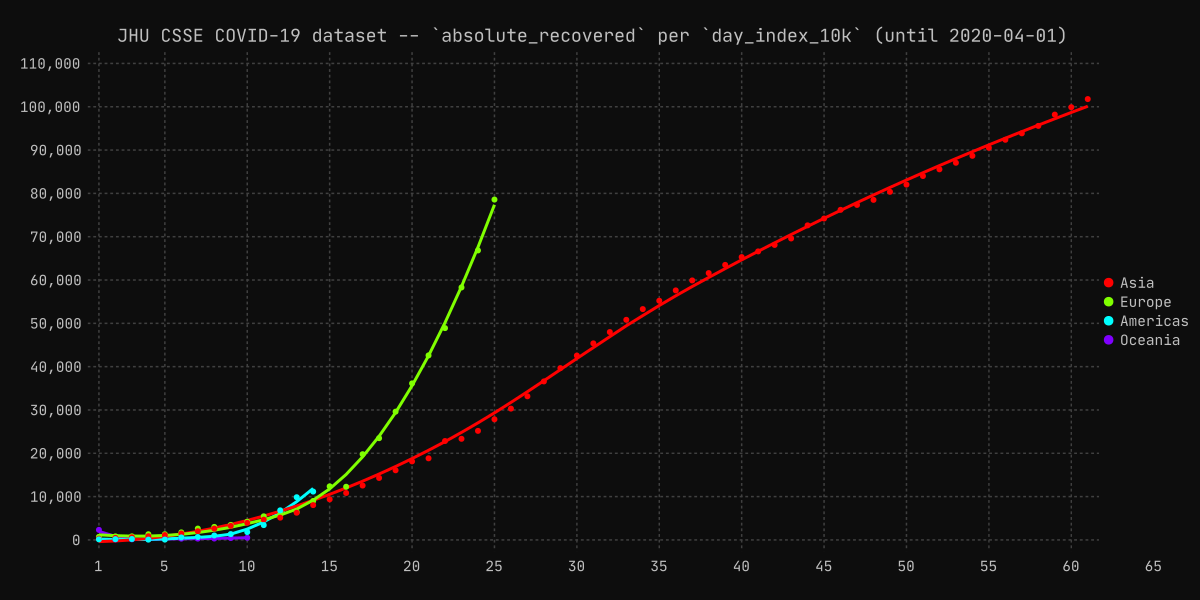 JHU CSSE COVID-19 dataset -- `absolute_recovered` per `day_index_10k` (until 2020-04-01)
110,000
100,000
90,000
80,000
70,000
60,000
50,000
40,000
30,000
20,000
10,000
0
1 5 10 15 20 25 30 35 40 45 50 55 60 65
Asia
Europe
Americas
Oceania